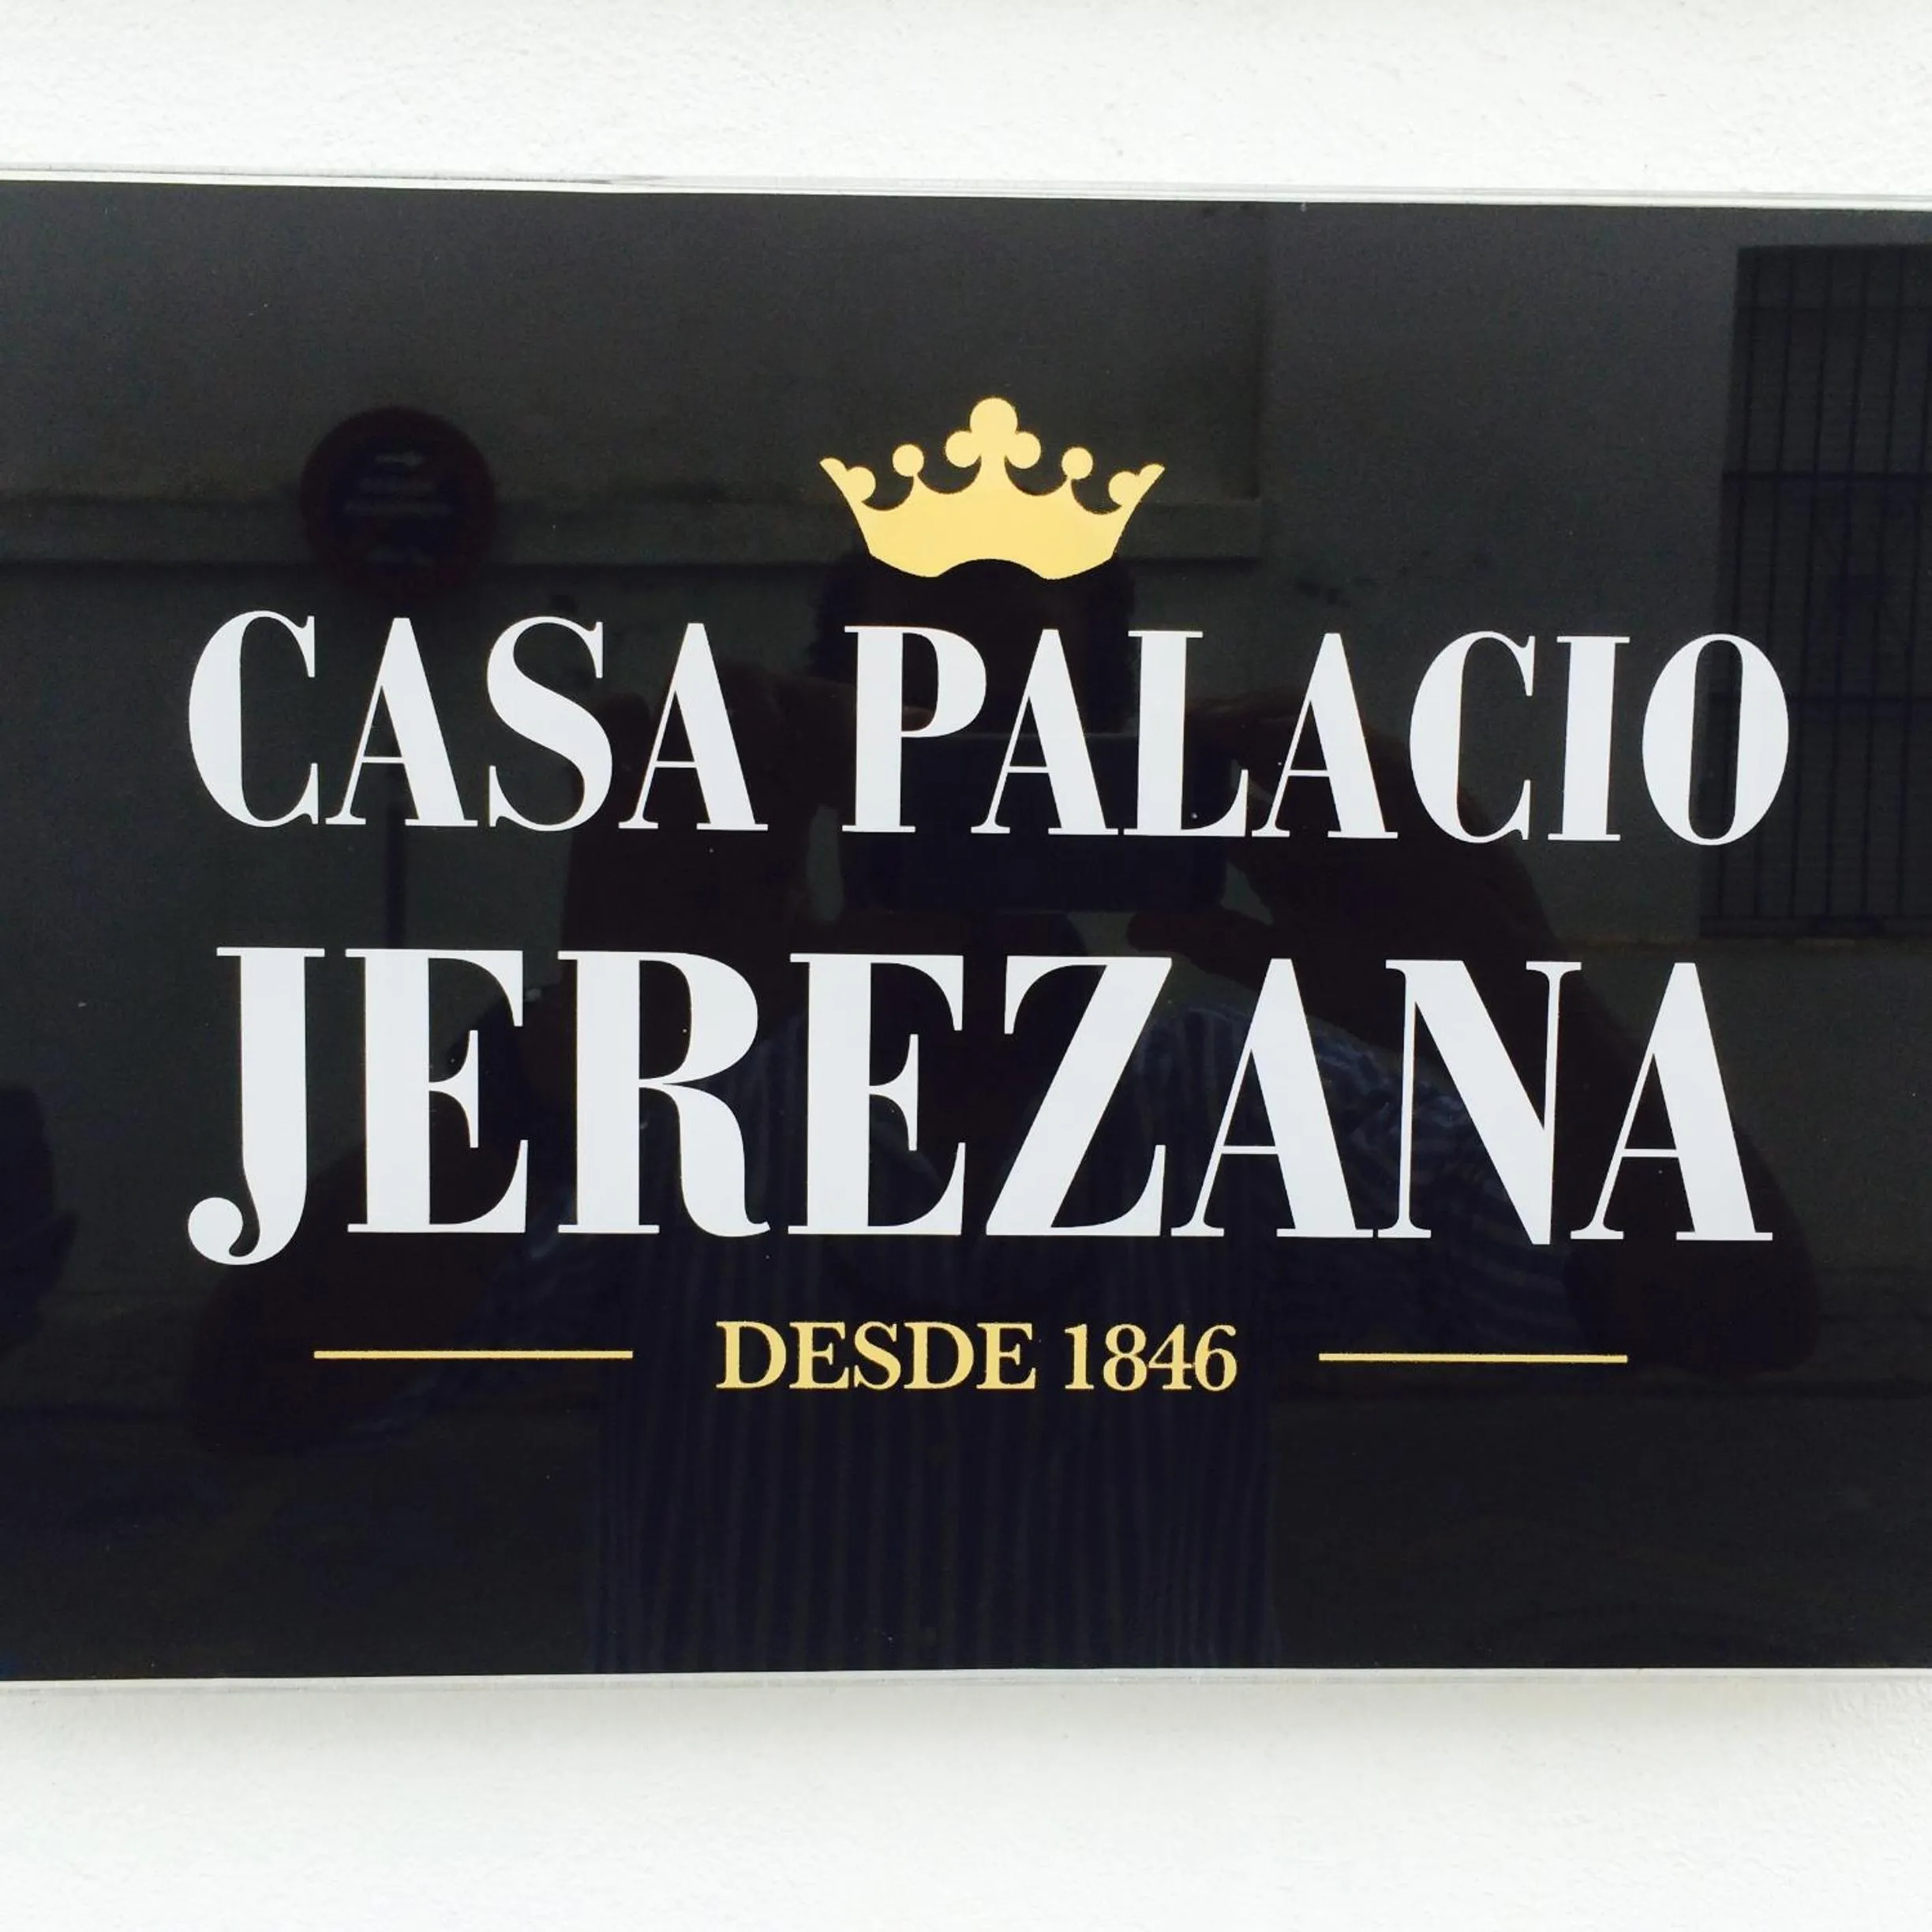 CASA PALACIO
JEREZANA
DESDE 1846